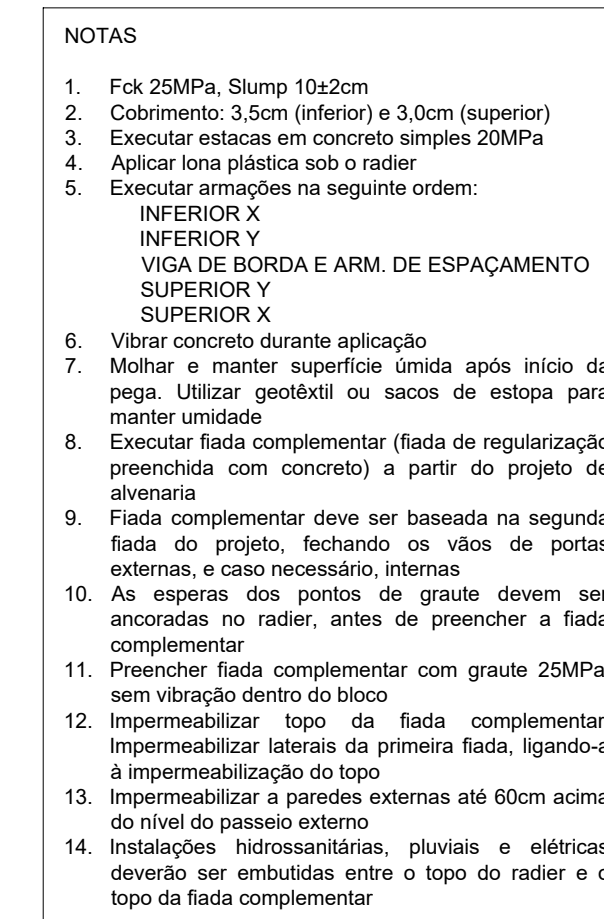 NOTAS
1. Fck 25MPa, Slump 10±2cm
2. Cobrimento: 3,5cm (inferior) e 3,0cm (superior)
3. Executar estacas em concreto simples 20MPa
4. Aplicar lona plástica sob o radier
5. Executar armações na seguinte ordem:
INFERIOR X
INFERIOR Y
VIGA DE BORDA E ARM. DE ESPAÇAMENTO
SUPERIOR Y
SUPERIOR X
6. Vibrar concreto durante aplicação
7. Molhar e manter superfície úmida após início da
pega. Utilizar geotêxtil ou sacos de estopa para
manter umidade
8. Executar fiada complementar (fiada de regularização
preenchida com concreto) a partir do projeto de
alvenaria
9. Fiada complementar deve ser baseada na segunda
fiada do projeto, fechando os vãos de portas
externas, e caso necessário, internas
10. As esperas dos pontos de graute devem ser
ancoradas no radier, antes de preencher a fiada
complementar
11. Preencher fiada complementar com graute 25MPa
sem vibração dentro do bloco
12. Impermeabilizar topo da fiada complementar
Impermeabilizar laterais da primeira fiada, ligando-a
à impermeabilização do topo
13. Impermeabilizar a paredes externas até 60cm acima
do nível do passeio externo
14. Instalações hidrossanitárias, pluviais e elétricas
deverão ser embutidas entre o topo do radier e o
topo da fiada complementar